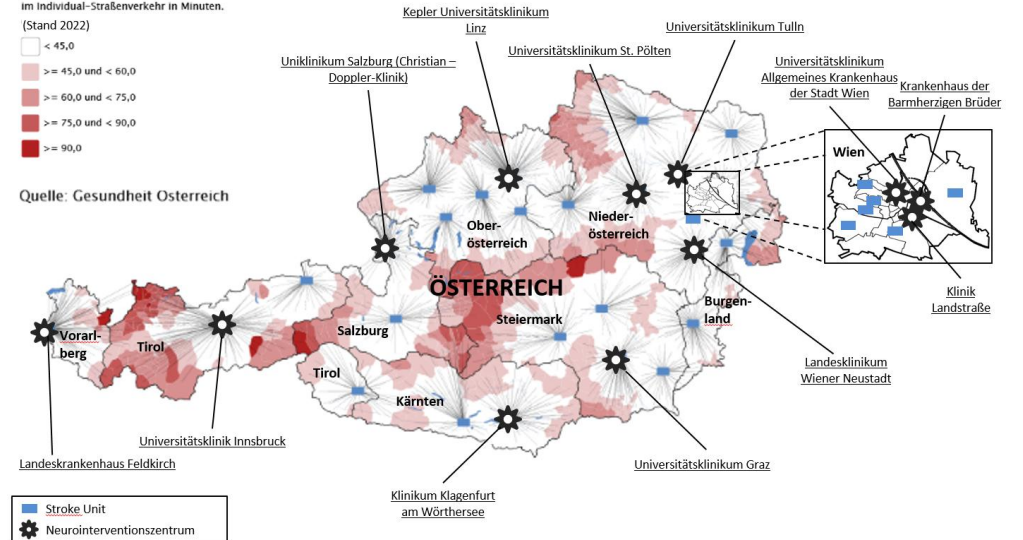 im Individual-Straßenverkehr in Minuten.
(Stand 2022)
< 45,0
>= 45,0 und < 60,0
>= 60,0 und < 75,0
>= 75,0 und < 90,0
>= 90,0
Quelle: Gesundheit Österreich
Kepler Universitätsklinikum
Linz
Universitätsklinikum Tulln
Universitätsklinikum St. Pölten
Uniklinikum Salzburg (Christian –
Doppler-Klinik)
Universitätsklinikum
Allgemeines Krankenhaus
der Stadt Wien
Krankenhaus der
Barmherzigen Brüder
Wien
Klinik
Landstraße
Ober-
österreich
Nieder-
österreich
ÖSTERREICH
Burgen-
land
Steiermark
Salzburg
Vorarl-
berg
Tirol
Tirol
Kärnten
Landesklinikum
Wiener Neustadt
Universitätsklinik Innsbruck
Landeskrankenhaus Feldkirch
Universitätsklinikum Graz
Klinikum Klagenfurt
am Wörthersee
Stroke Unit
Neurointerventionszentrum